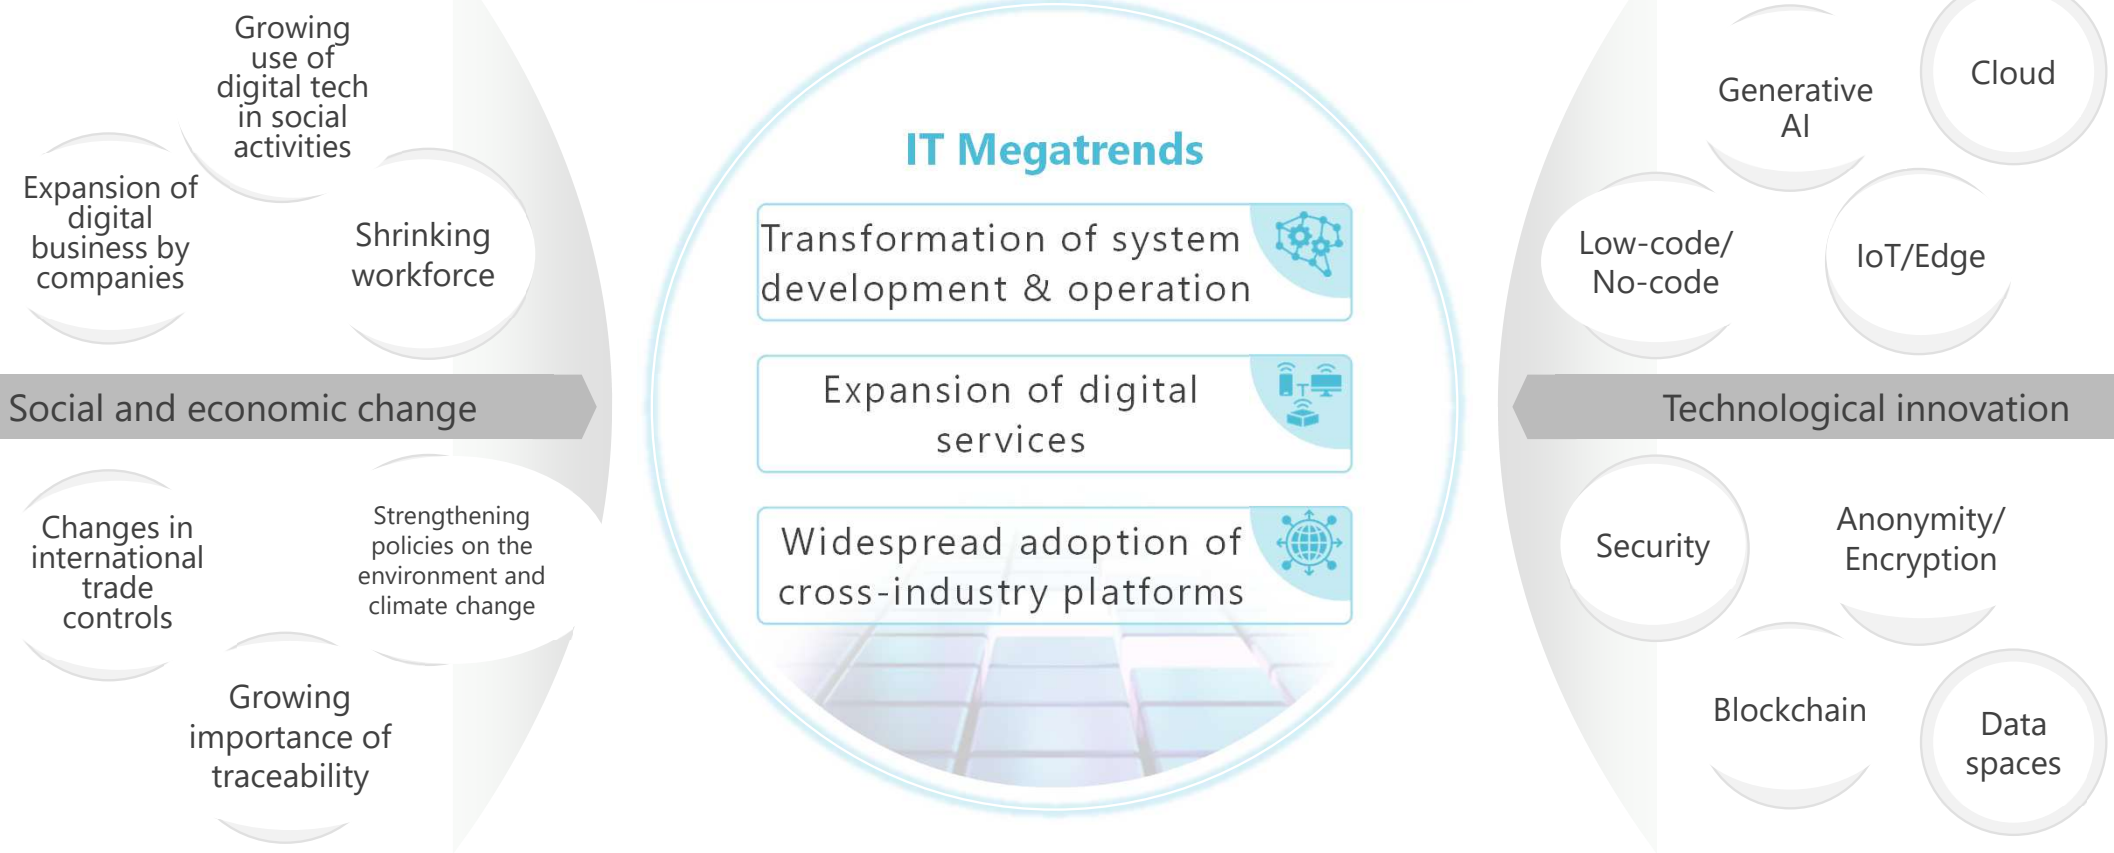 Growing
use of
digital tech
in social
activities
Expansion of
digital
business by
companies
Shrinking
workforce
Social and economic change
Changes in
international
trade
controls
Strengthening
policies on the
environment and
climate change
Growing
importance of
traceability
IT Megatrends
Transformation of system
development & operation
Expansion of digital
services
T
Widespread adoption of
cross-industry platforms
Generative
AI
Cloud
Low-code/
No-code
IoT/Edge
Technological innovation
Security
Anonymity/
Encryption
Blockchain
Data
spaces